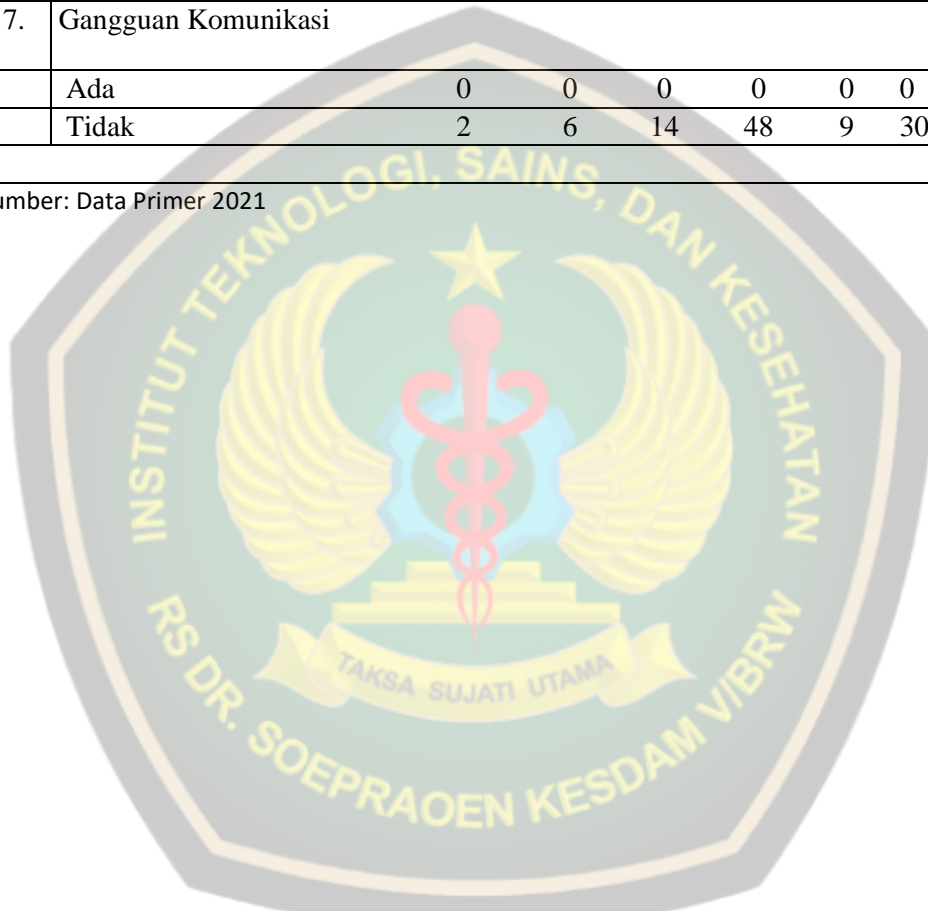 7. Gangguan Komunikasi
Ada 0 0 0 0 0 0
Tidak 2 6 14 48 9 30
umber: Data Primer 2021
INSTITUT TEKNOLOGI, SAINS, DAN KESEHATAN
TAKSA SUJATI UTAMA
RS DR. SOEPRAOEN KESDAM V/BRW